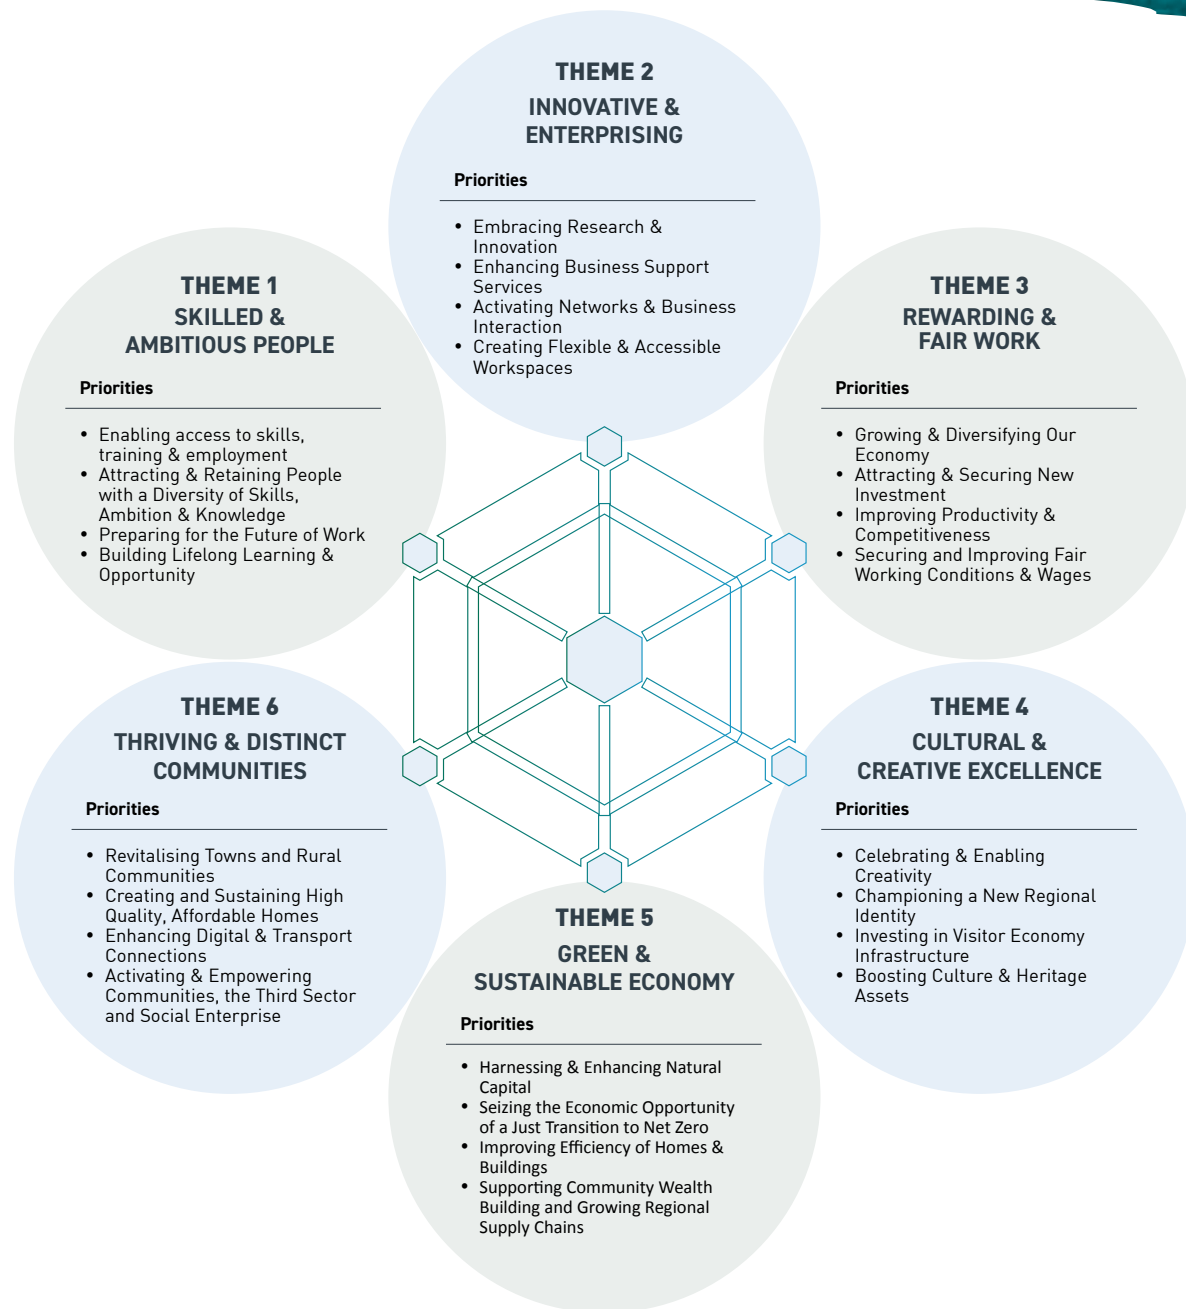 THEME 2
INNOVATIVE &
ENTERPRISING
Priorities
• Embracing Research &
Innovation
• Enhancing Business Support
Services
• Activating Networks & Business
Interaction
• Creating Flexible & Accessible
Workspaces
THEME 1
SKILLED &
AMBITIOUS PEOPLE
Priorities
• Enabling access to skills,
training & employment
• Attracting & Retaining People
with a Diversity of Skills,
Ambition & Knowledge
• Preparing for the Future of Work
• Building Lifelong Learning &
Opportunity
THEME 3
REWARDING &
FAIR WORK
Priorities
• Growing & Diversifying Our
Economy
• Attracting & Securing New
Investment
• Improving Productivity &
Competitiveness
• Securing and Improving Fair
Working Conditions & Wages
THEME 6
THRIVING & DISTINCT
COMMUNITIES
Priorities
• Revitalising Towns and Rural
Communities
• Creating and Sustaining High
Quality, Affordable Homes
• Enhancing Digital & Transport
Connections
• Activating & Empowering
Communities, the Third Sector
and Social Enterprise
THEME 4
CULTURAL &
CREATIVE EXCELLENCE
Priorities
• Celebrating & Enabling
Creativity
• Championing a New Regional
Identity
• Investing in Visitor Economy
Infrastructure
• Boosting Culture & Heritage
Assets
THEME 5
GREEN &
SUSTAINABLE ECONOMY
Priorities
• Harnessing & Enhancing Natural
Capital
• Seizing the Economic Opportunity
of a Just Transition to Net Zero
• Improving Efficiency of Homes &
Buildings
• Supporting Community Wealth
Building and Growing Regional
Supply Chains